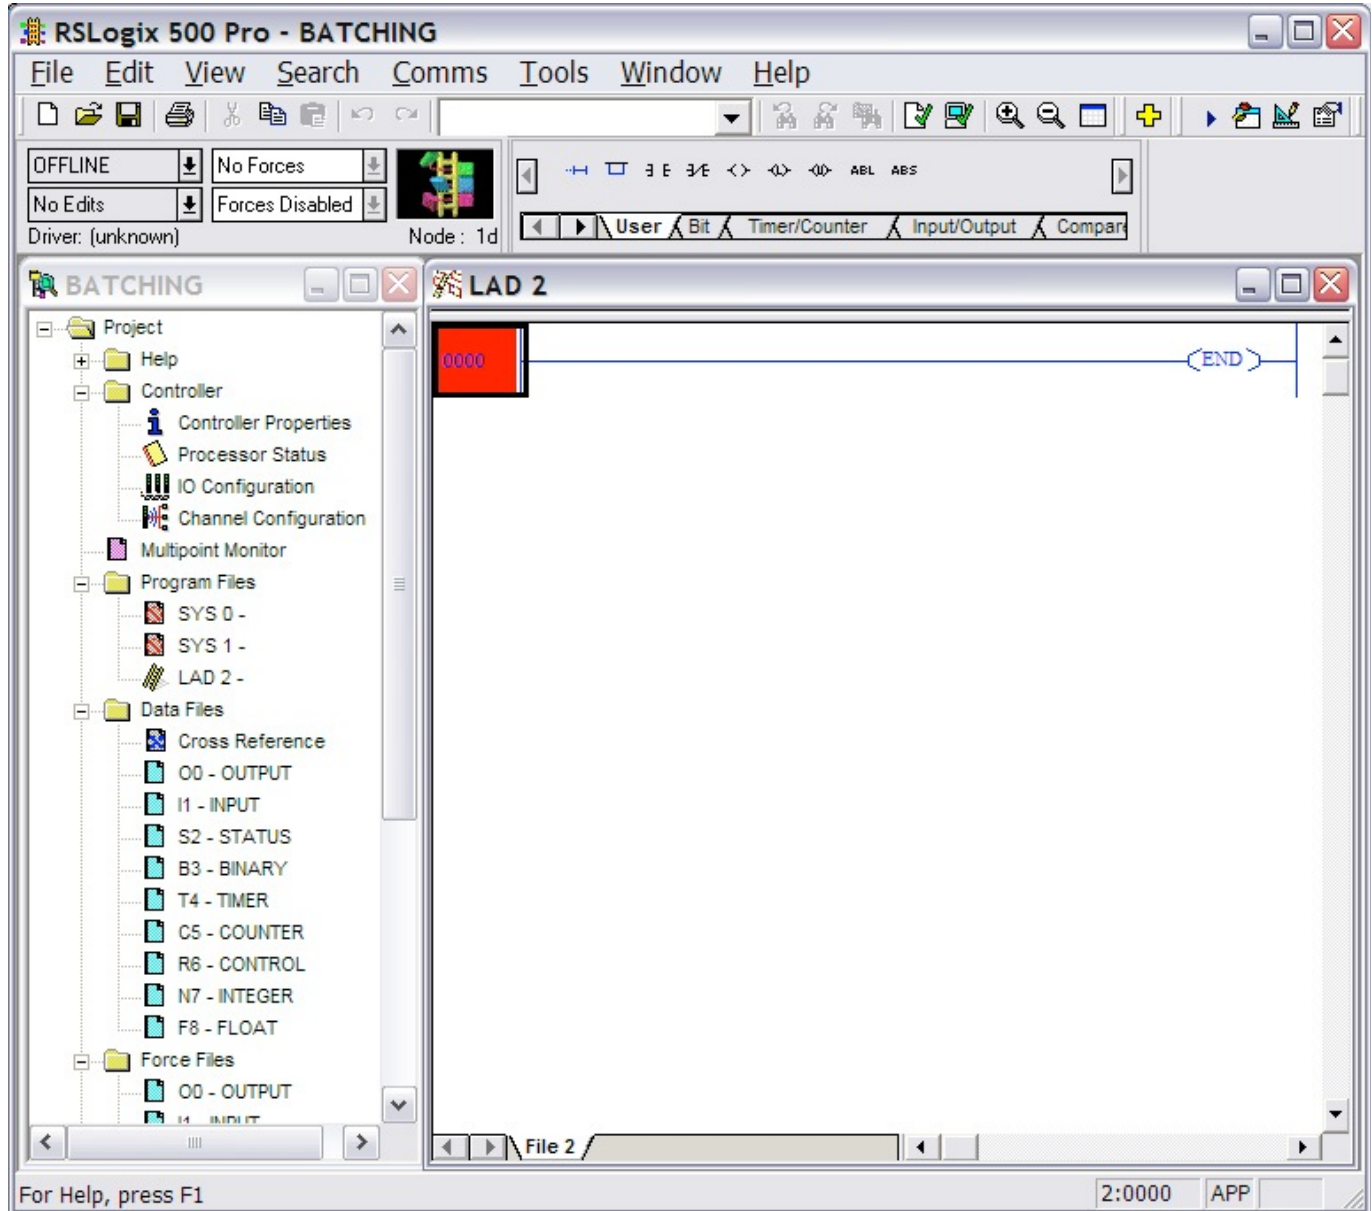 RSLogix 500 Pro - BATCHING
File Edit View Search Comms Tools Window Help
OFFLINE No Forces
No Edits Forces Disabled
Driver: (unknown) Node : 1d
ABL ABS
User Bit Timer/Counter Input/Output Compare
BATCHING
Project
Help
Controller
Controller Properties
Processor Status
IO Configuration
Channel Configuration
Multipoint Monitor
Program Files
SYS 0 -
SYS 1 -
LAD 2 -
Data Files
Cross Reference
O0 - OUTPUT
I1 - INPUT
S2 - STATUS
B3 - BINARY
T4 - TIMER
C5 - COUNTER
R6 - CONTROL
N7 - INTEGER
F8 - FLOAT
Force Files
O0 - OUTPUT
I1 - INPUT
LAD 2
0000
END
File 2
For Help, press F1
2:0000 APP